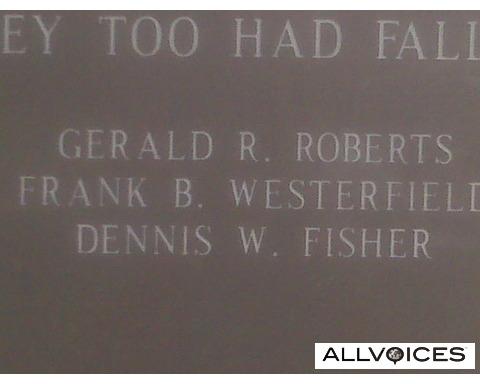 EY TOO HAD FALL
GERALD R. ROBERTS
FRANK B. WESTERFIELD
DENNIS W. FISHER
ALLVOICES